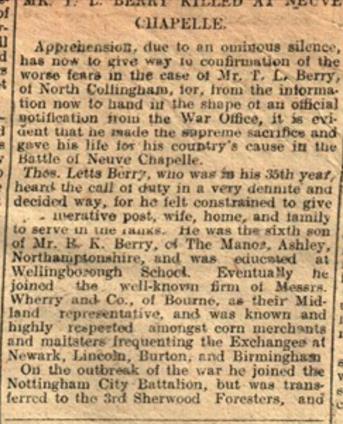 MR. T. L. BERRY KILLED AT NEUVE
CHAPELLE.
Apprehension, due to an ominous silence,
has now to give way to confirmation of the
worse fears in the case of Mr. T. L. Berry,
of North Collingham, for, from the informa-
tion now to hand in the shape of an official
notification from the War Office, it is evi-
dent that he made the supreme sacrifice and
gave his life for his country's cause in the
Battle of Neuve Chapelle.
Thos. Letts Berry, who was in his 35th year,
heard the call of duty in a very definite and
decided way, for he felt constrained to give
lucrative post, wife, home, and family
to serve in the ranks. He was the sixth son
of Mr. R. K. Berry, of The Manor, Ashley,
Northamptonshire, and was educated at
Wellingborough School. Eventually he
joined the well-known firm of Messrs.
Wherry and Co., of Bourne, as their Mid-
land representative, and was known and
highly respected amongst corn merchants
and maltsters frequenting the Exchanges at
Newark, Lincoln, Burton, and Birmingham
On the outbreak of the war he joined the
Nottingham City Battalion, but was trans-
ferred to the 3rd Sherwood Foresters, and